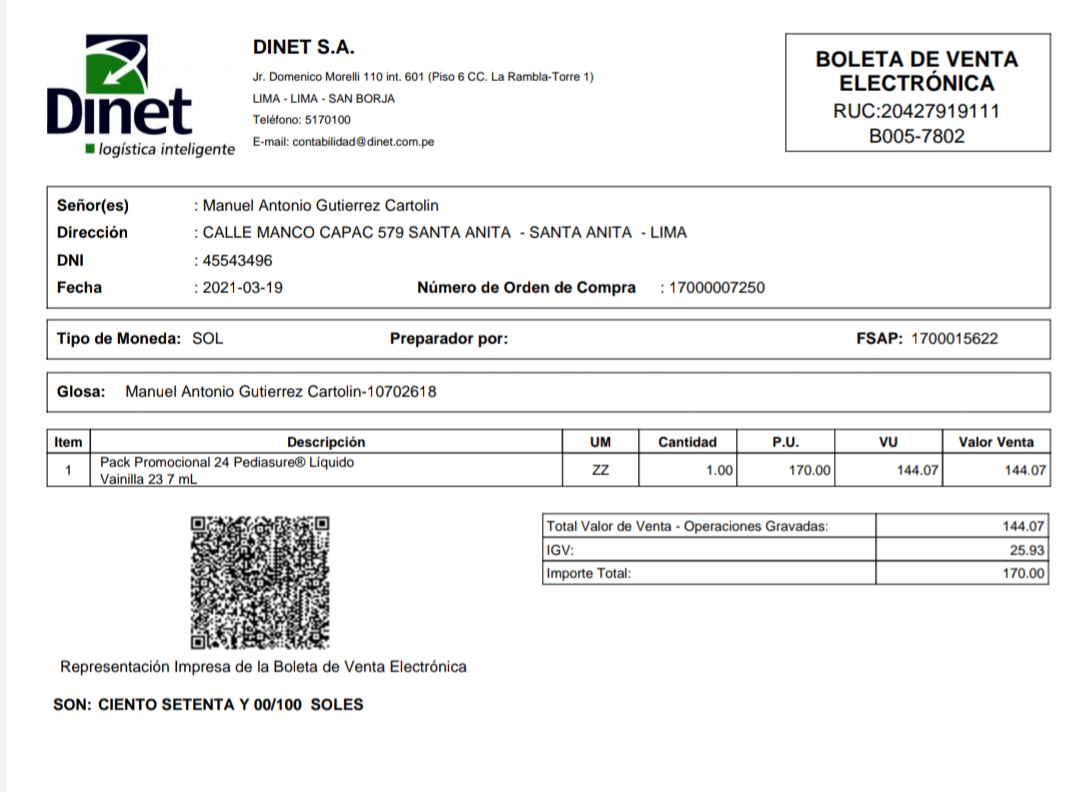 Dinet
logística inteligente
DINET S.A.
Jr. Domenico Morelli 110 int. 601 (Piso 6 CC. La Rambla-Torre 1)
LIMA - LIMA - SAN BORJA
Teléfono: 5170100
E-mail: contabilidad@dinet.com.pe
BOLETA DE VENTA
ELECTRÓNICA
RUC:20427919111
B005-7802
Señor(es) : Manuel Antonio Gutierrez Cartolin
Dirección : CALLE MANCO CAPAC 579 SANTA ANITA - SANTA ANITA - LIMA
DNI : 45543496
Fecha : 2021-03-19 Número de Orden de Compra : 17000007250
Tipo de Moneda: SOL Preparador por: FSAP: 1700015622
Glosa: Manuel Antonio Gutierrez Cartolin-10702618
Item Descripción UM Cantidad P.U. VU Valor Venta
1 Pack Promocional 24 Pediasure® Líquido ZZ 1.00 170.00 144.07 144.07
Vainilla 23 7 mL
Total Valor de Venta - Operaciones Gravadas: 144.07
IGV: 25.93
Importe Total: 170.00
Representación Impresa de la Boleta de Venta Electrónica
SON: CIENTO SETENTA Y 00/100 SOLES